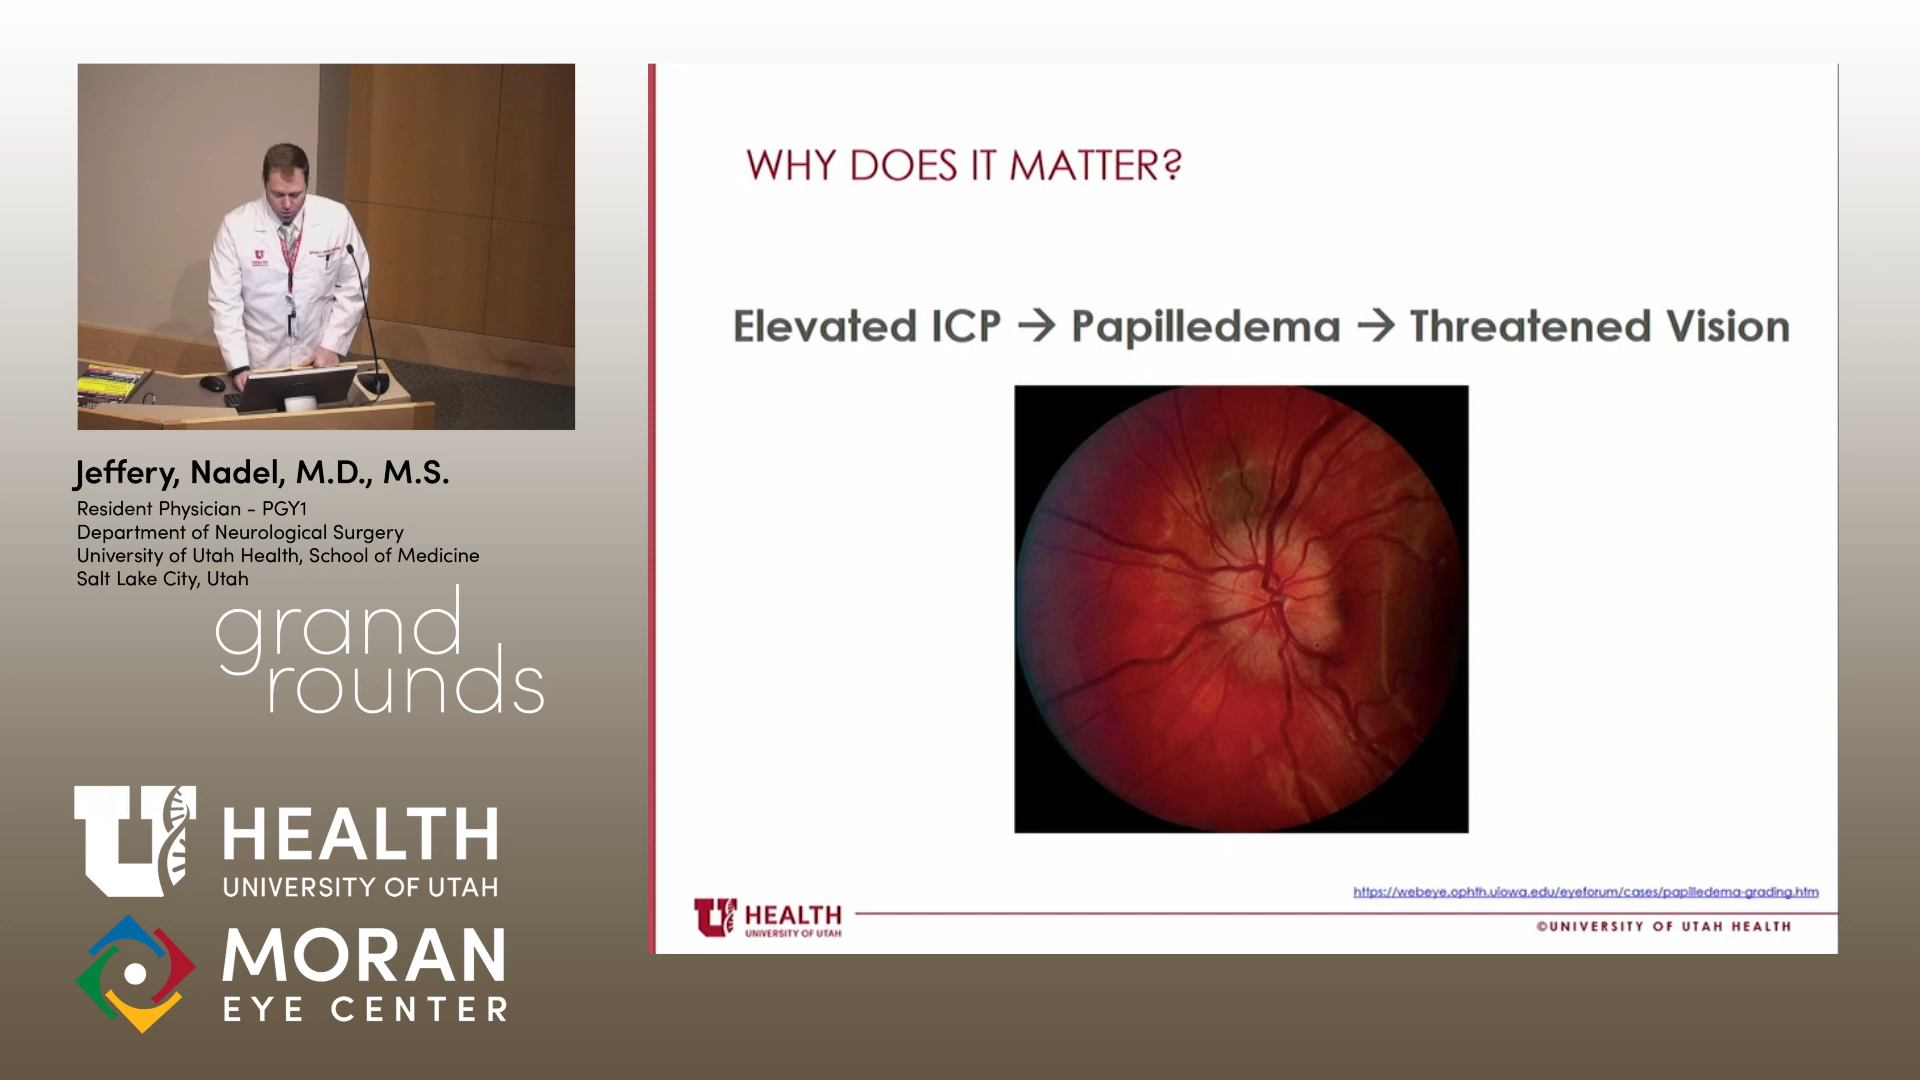 Jeffery, Nadel, M.D., M.S.
Resident Physician - PGY1
Department of Neurological Surgery
University of Utah Health, School of Medicine
Salt Lake City, Utah
grand
rounds
U HEALTH
UNIVERSITY OF UTAH
MORAN
EYE CENTER
WHY DOES IT MATTER?
Elevated ICP → Papilledema → Threatened Vision
https://webeye.ophth.uiowa.edu/eyeforum/cases/papilledema-grading.htm
U HEALTH
UNIVERSITY OF UTAH
©UNIVERSITY OF UTAH HEALTH